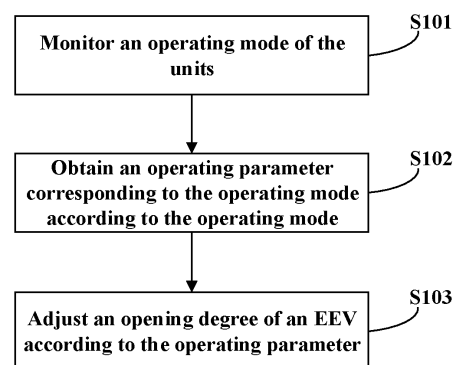 S101
Monitor an operating mode of the
units
S102
Obtain an operating parameter
corresponding to the operating mode
according to the operating mode
S103
Adjust an opening degree of an EEV
according to the operating parameter